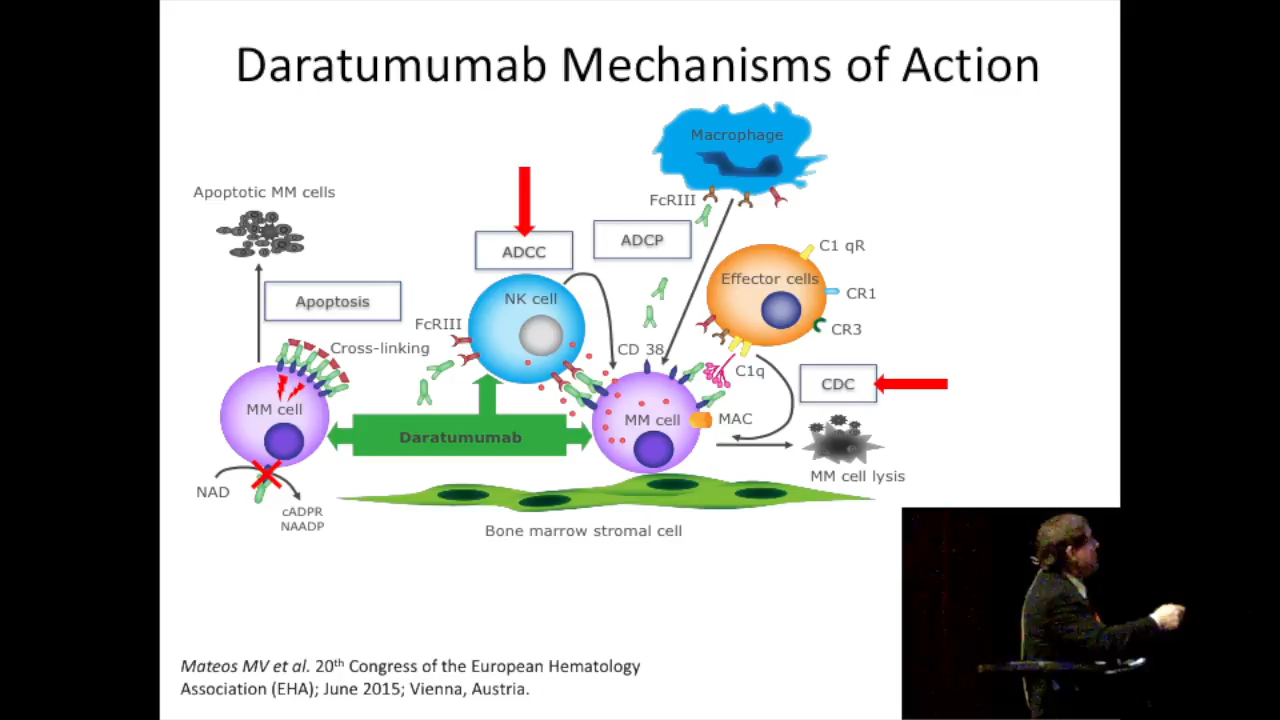 Daratumumab Mechanisms of Action
Macrophage
Apoptotic MM cells
FcRIII
ADCC
ADCP
C1 qR
Effector cells
CR1
Apoptosis
NK cell
FcRIII
CR3
Cross-linking
CD 38
C1q
CDC
MM cell
MM cell
MAC
Daratumumab
MM cell lysis
NAD
cADPR
NAADP
Bone marrow stromal cell
Mateos MV et al. 20th Congress of the European Hematology
Association (EHA); June 2015; Vienna, Austria.